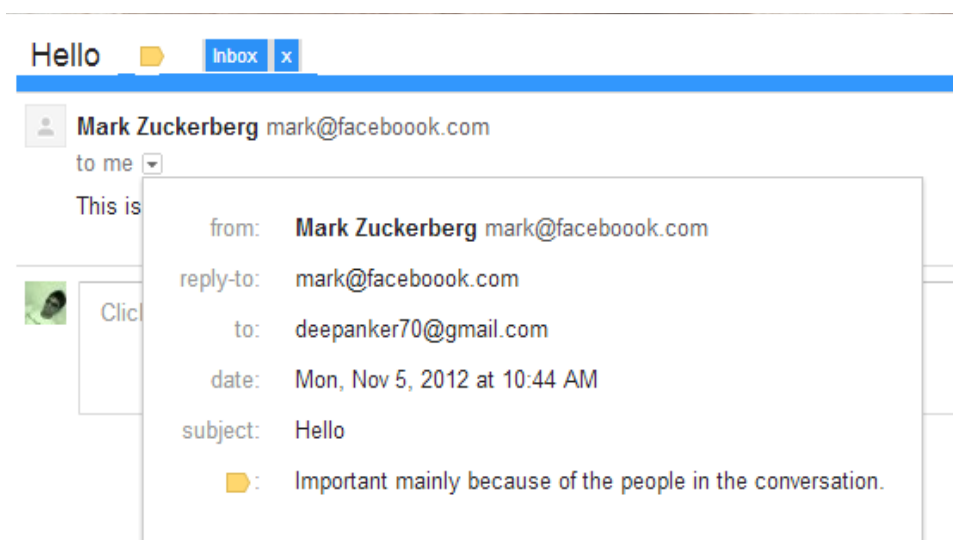 Hello Inbox x
Mark Zuckerberg mark@faceboook.com
to me
This is
from: Mark Zuckerberg mark@faceboook.com
reply-to: mark@faceboook.com
Clic
to: deepanker70@gmail.com
date: Mon, Nov 5, 2012 at 10:44 AM
subject: Hello
: Important mainly because of the people in the conversation.